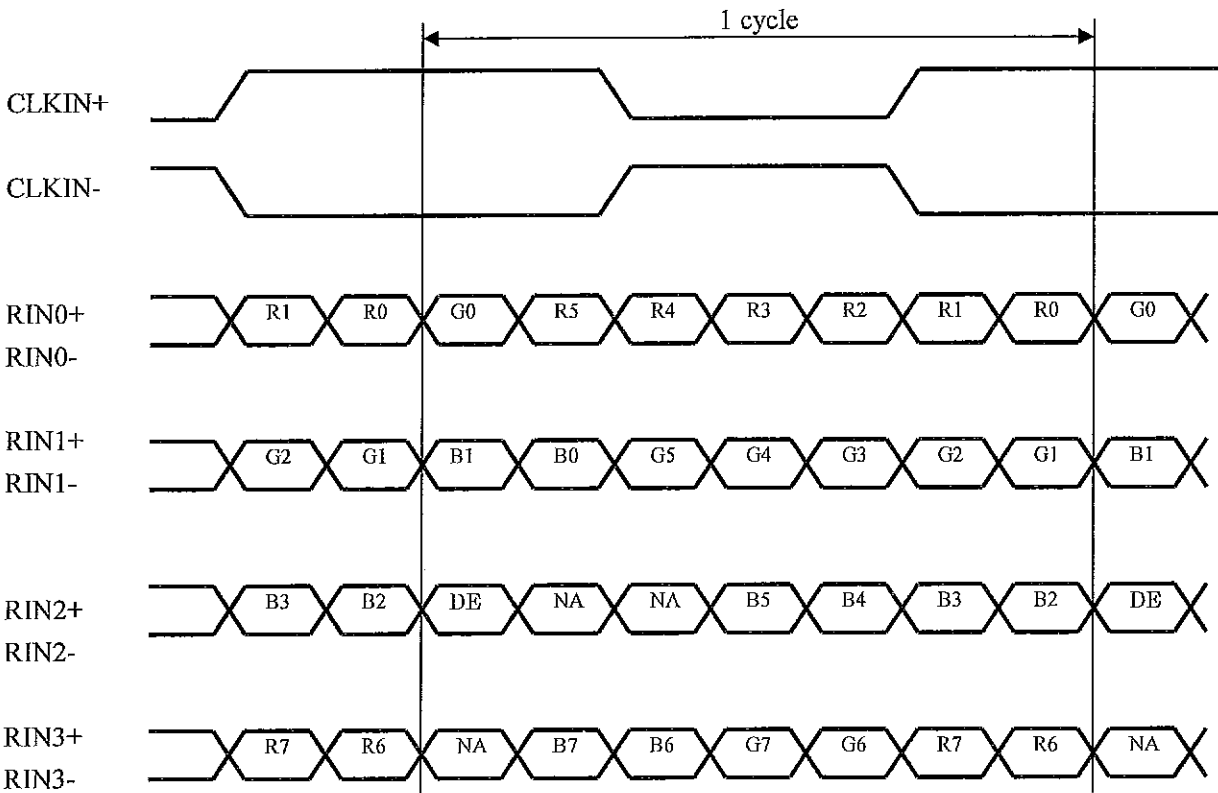 1 cycle
CLKIN+
CLKIN-
RIN0+
R1 R0 G0 R5 R4 R3 R2 R1 R0 G0
RIN0-
RIN1+
G2 G1 B1 B0 G5 G4 G3 G2 G1 B1
RIN1-
RIN2+
B3 B2 DE NA NA B5 B4 B3 B2 DE
RIN2-
RIN3+
R7 R6 NA B7 B6 G7 G6 R7 R6 NA
RIN3-